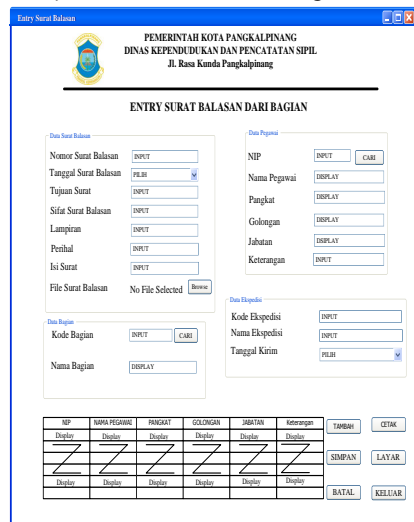 Entry Surat Balasan
PEMERINTAH KOTA PANGKALPINANG
DINAS KEPENDUDUKAN DAN PENCATATAN SIPIL
Jl. Rasa Kunda Pangkalpinang
ENTRY SURAT BALASAN DARI BAGIAN
Data Surat Balasan
Nomor Surat Balasan INPUT
Tanggal Surat Balasan PILIH
Tujuan Surat INPUT
Sifat Surat Balasan INPUT
Lampiran INPUT
Perihal INPUT
Isi Surat INPUT
File Surat Balasan No File Selected Browse
Data Pegawai
NIP INPUT CARI
Nama Pegawai DISPLAY
Pangkat DISPLAY
Golongan DISPLAY
Jabatan DSIPLAY
Keterangan INPUT
Data Bagian
Kode Bagian INPUT CARI
Nama Bagian DISPLAY
Data Ekspedisi
Kode Ekspedisi INPUT
Nama Ekspedisi INPUT
Tanggal Kirim PILIH
NIP NAMA PEGAWAI PANGKAT GOLONGAN JABATAN Keterangan
Display Display Display Display Display Display
Display Display Display Display Display Display
TAMBAH CETAK
SIMPAN LAYAR
BATAL KELUAR